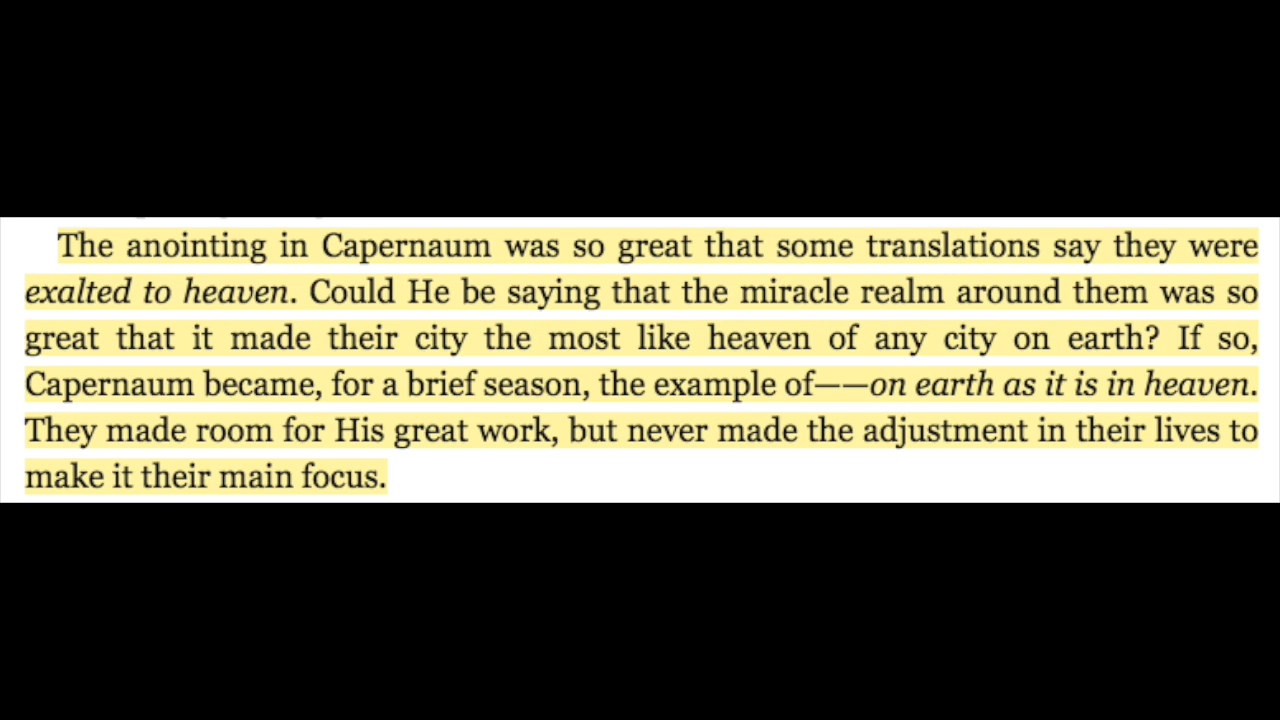 The anointing in Capernaum was so great that some translations say they were
exalted to heaven. Could He be saying that the miracle realm around them was so
great that it made their city the most like heaven of any city on earth? If so,
Capernaum became, for a brief season, the example of——on earth as it is in heaven.
They made room for His great work, but never made the adjustment in their lives to
make it their main focus.